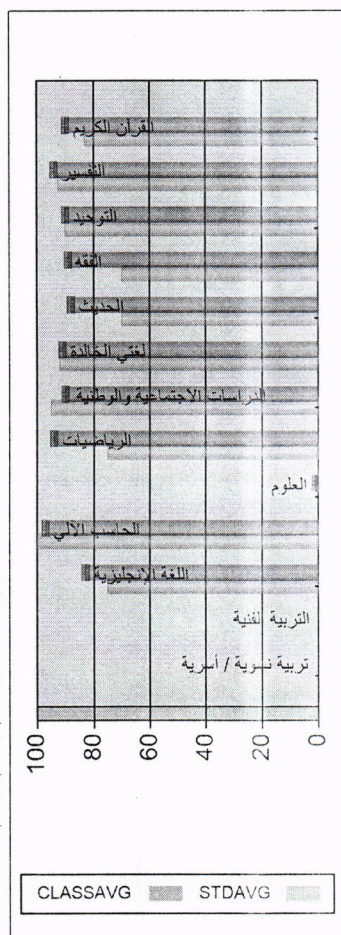 القرآن الكريم
التفسير
التوحيد
الفقه
الحديث
لغتي الخالدة
الدراسات الاجتماعية والوطنية
الرياضيات
العلوم
الحاسب الآلي
اللغة الانجليزية
التربية الفنية
تربية نسوية / أسرية
100 80 60 40 20 0
CLASSAVG STDAVG